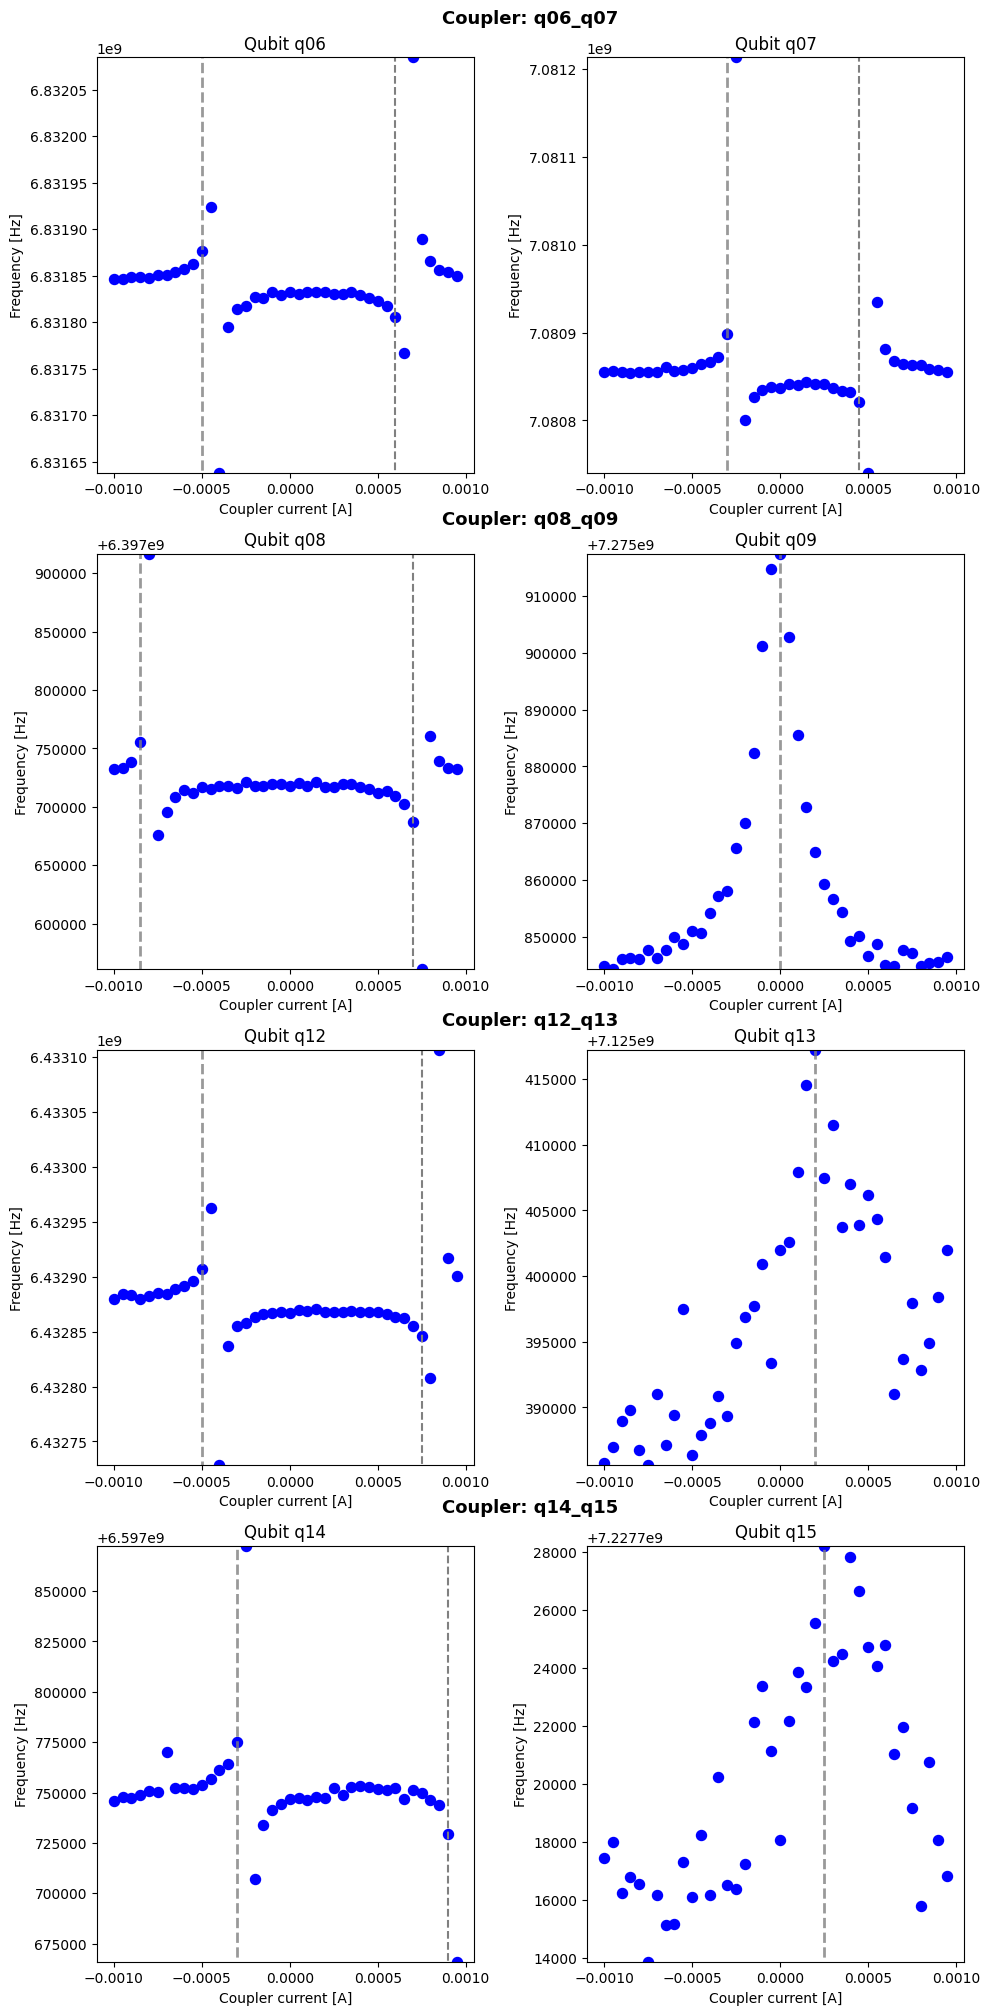 Coupler: q06_q07
Qubit q06
Qubit q07
1e9
1e9
6.83205
6.83200
6.83195
6.83190
6.83185
6.83180
6.83175
6.83170
6.83165
7.0812
7.0811
7.0810
7.0809
7.0808
Frequency [Hz]
Frequency [Hz]
−0.0010 −0.0005 0.0000 0.0005 0.0010
−0.0010 −0.0005 0.0000 0.0005 0.0010
Coupler current [A]
Coupler current [A]
Coupler: q08_q09
Qubit q08
Qubit q09
+6.397e9
+7.275e9
900000
850000
800000
750000
700000
650000
600000
910000
900000
890000
880000
870000
860000
850000
Frequency [Hz]
Frequency [Hz]
−0.0010 −0.0005 0.0000 0.0005 0.0010
−0.0010 −0.0005 0.0000 0.0005 0.0010
Coupler current [A]
Coupler current [A]
Coupler: q12_q13
Qubit q12
Qubit q13
1e9
+7.125e9
6.43310
6.43305
6.43300
6.43295
6.43290
6.43285
6.43280
6.43275
415000
410000
405000
400000
395000
390000
Frequency [Hz]
Frequency [Hz]
−0.0010 −0.0005 0.0000 0.0005 0.0010
−0.0010 −0.0005 0.0000 0.0005 0.0010
Coupler current [A]
Coupler current [A]
Coupler: q14_q15
Qubit q14
Qubit q15
+6.597e9
+7.2277e9
850000
825000
800000
775000
750000
725000
700000
675000
28000
26000
24000
22000
20000
18000
16000
14000
Frequency [Hz]
Frequency [Hz]
−0.0010 −0.0005 0.0000 0.0005 0.0010
−0.0010 −0.0005 0.0000 0.0005 0.0010
Coupler current [A]
Coupler current [A]